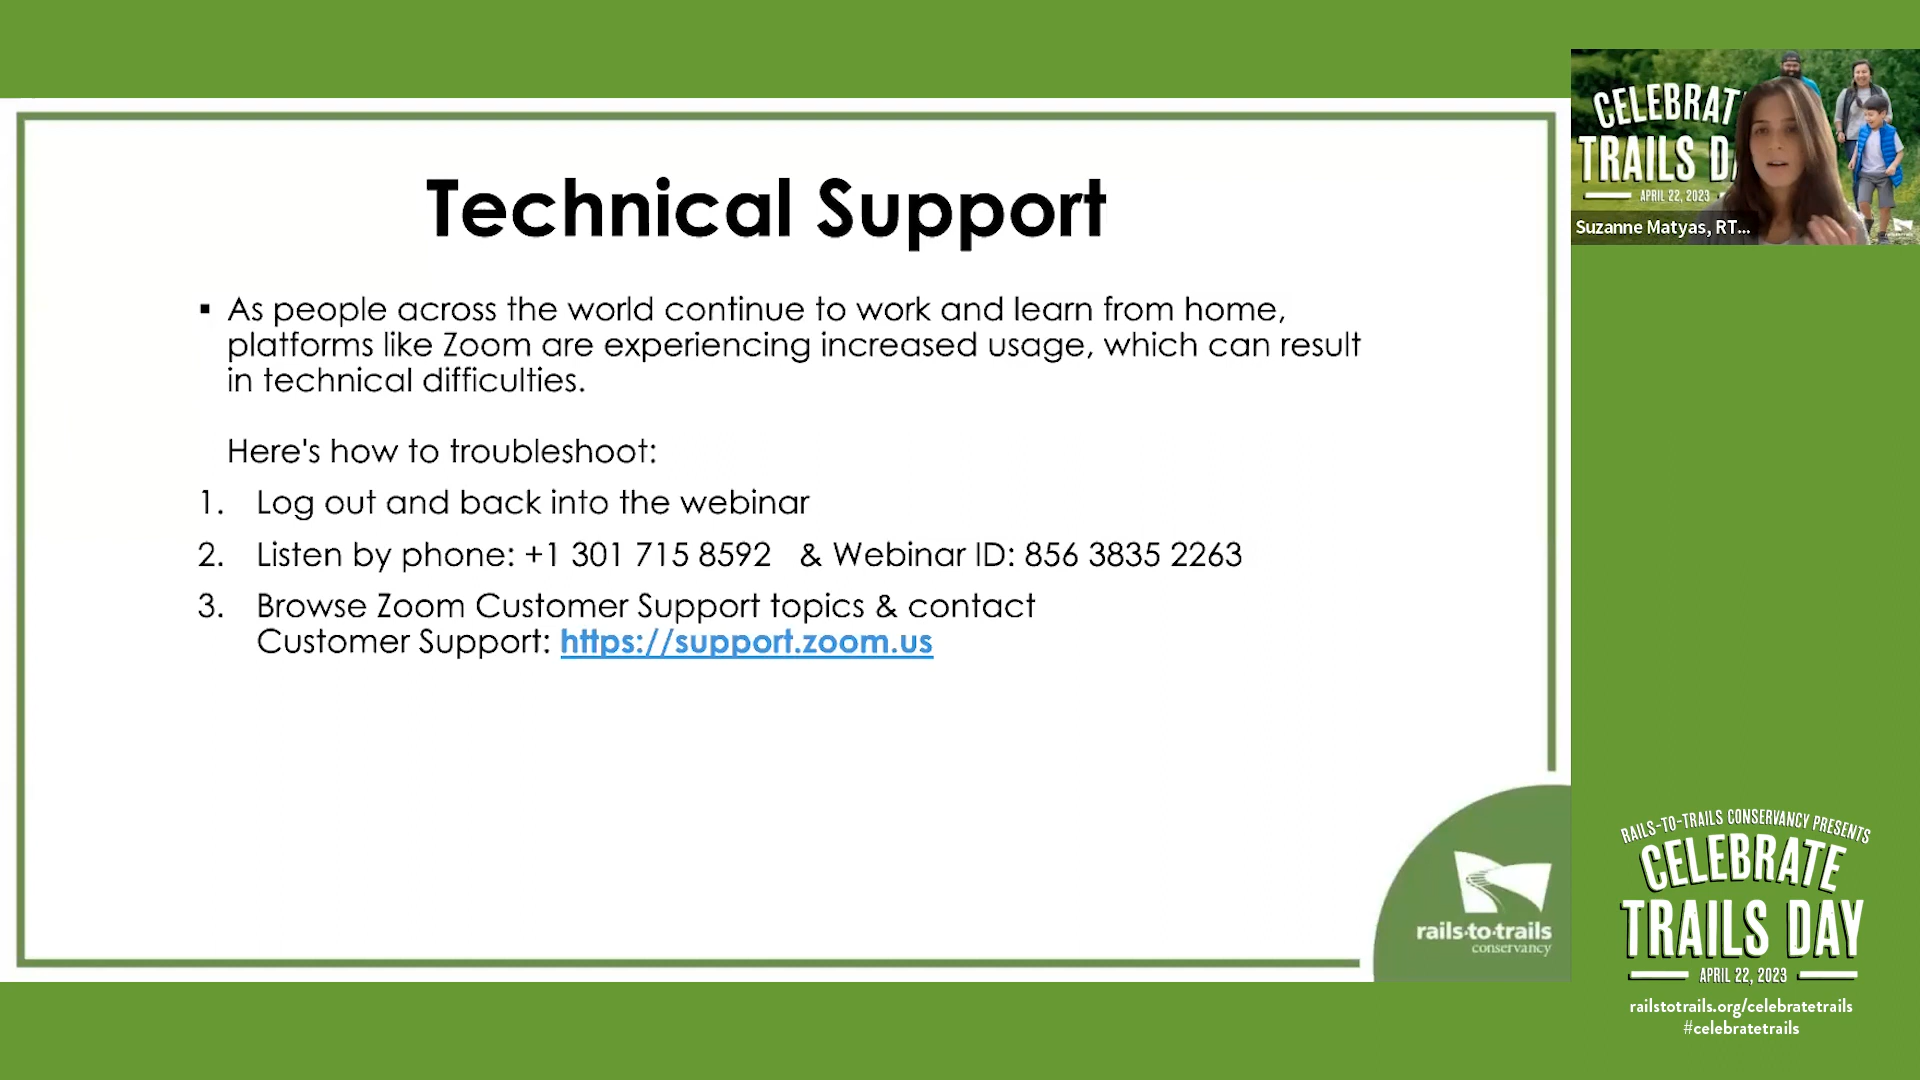 Technical Support
▪ As people across the world continue to work and learn from home,
platforms like Zoom are experiencing increased usage, which can result
in technical difficulties.
Here's how to troubleshoot:
1. Log out and back into the webinar
2. Listen by phone: +1 301 715 8592 & Webinar ID: 856 3835 2263
3. Browse Zoom Customer Support topics & contact
Customer Support: https://support.zoom.us
rails·to·trails
conservancy
CELEBRAT
TRAILS D
APRIL 22, 2023
Suzanne Matyas, RT...
RAILS-TO-TRAILS CONSERVANCY PRESENTS
CELEBRATE
TRAILS DAY
APRIL 22, 2023
railstotrails.org/celebratetrails
#celebratetrails